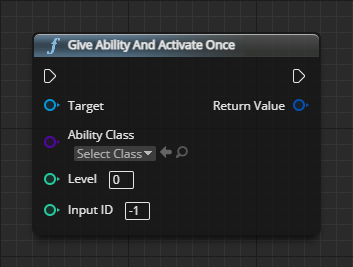 f Give Ability And Activate Once
Target Return Value
Ability Class
Select Class
Level 0
Input ID -1